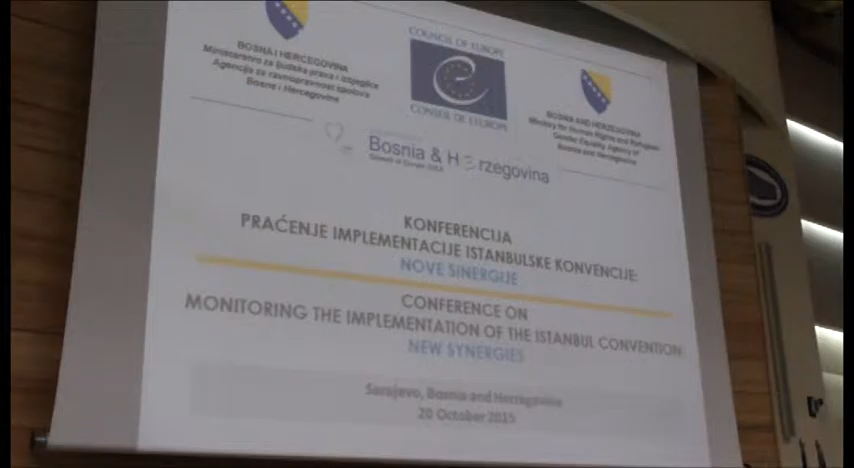 BOSNA I HERCEGOVINA
Ministarstvo za ljudska prava i izbjeglice
Agencija za ravnopravnost spolova
Bosne i Hercegovine
COUNCIL OF EUROPE
CONSEIL DE L'EUROPE
BOSNIA AND HERZEGOVINA
Ministry for Human Rights and Refugees
Gender Equality Agency of
Bosnia and Herzegovina
Bosnia & Herzegovina
KONFERENCIJA
PRAĆENJE IMPLEMENTACIJE ISTANBULSKE KONVENCIJE:
NOVE SINERGIJE
CONFERENCE ON
MONITORING THE IMPLEMENTATION OF THE ISTANBUL CONVENTION
NEW SYNERGIES
Sarajevo, Bosnia and Herzegovina
20 October 2015